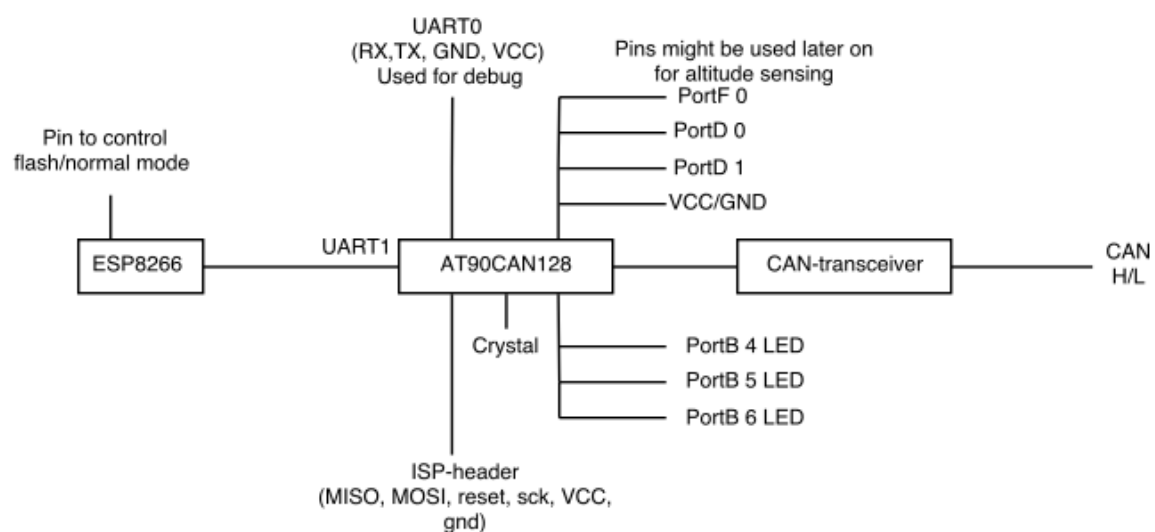 UART0
(RX,TX, GND, VCC)
Used for debug
Pins might be used later on
for altitude sensing
PortF 0
PortD 0
PortD 1
VCC/GND
Pin to control
flash/normal mode
ESP8266
UART1
AT90CAN128
CAN-transceiver
CAN
H/L
Crystal
PortB 4 LED
PortB 5 LED
PortB 6 LED
ISP-header
(MISO, MOSI, reset, sck, VCC,
gnd)